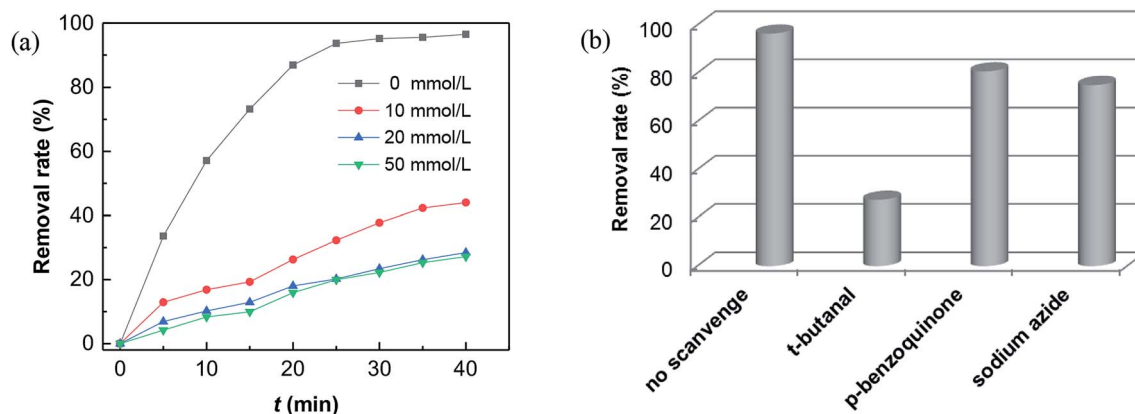 (a)
100
80
60
40
20
0
Removal rate (%)
0 mmol/L
10 mmol/L
20 mmol/L
50 mmol/L
0 10 20 30 40
t (min)
(b)
100
80
60
40
20
0
Removal rate (%)
no scanvenge
t-butanal
p-benzoquinone
sodium azide